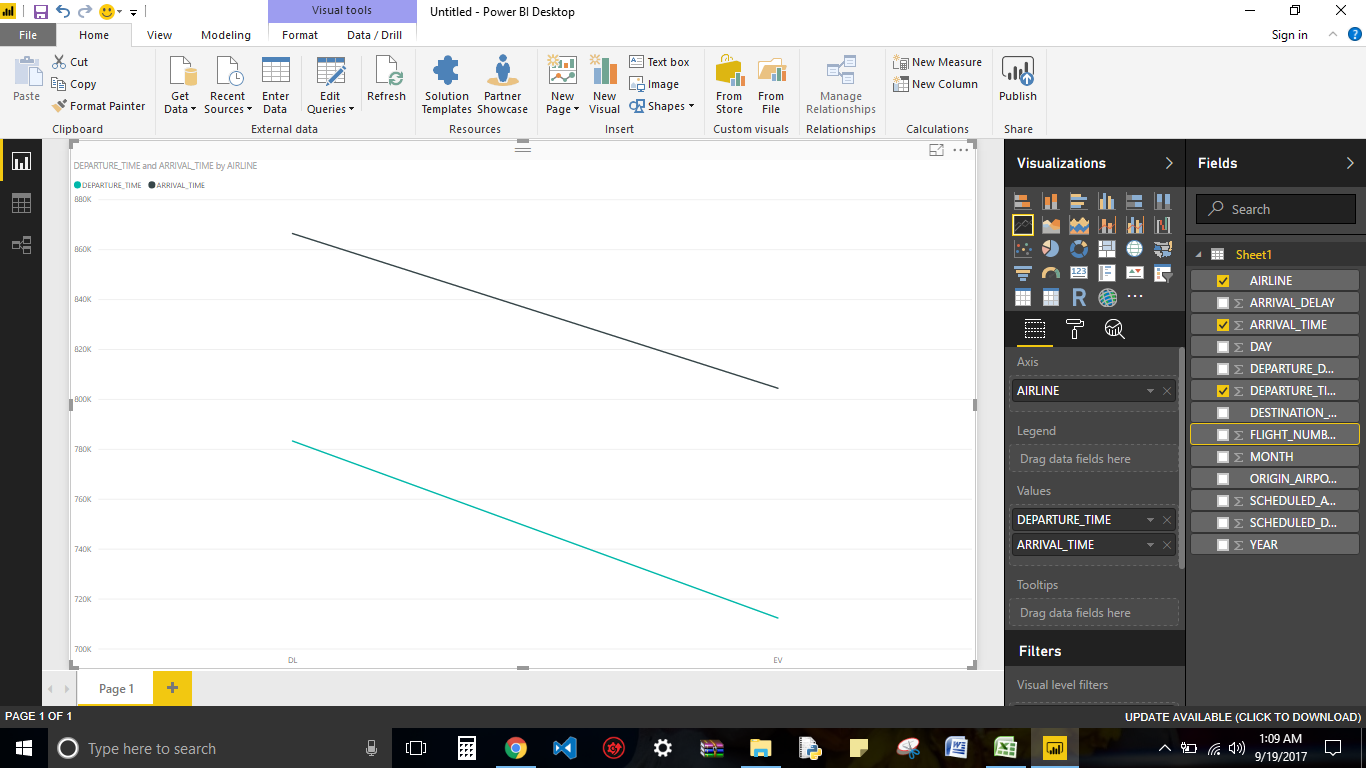 Visual tools
Untitled - Power BI Desktop
File
Home
View
Modeling
Format
Data / Drill
Sign in
Paste
Cut
Copy
Format Painter
Clipboard
Get Data
Recent Sources
Enter Data
Edit Queries
Refresh
External data
Solution Templates
Partner Showcase
Resources
New Page
New Visual
Text box
Image
Shapes
Insert
From Store
From File
Custom visuals
Manage Relationships
Relationships
New Measure
New Column
Calculations
Publish
Share
DEPARTURE_TIME and ARRIVAL_TIME by AIRLINE
DEPARTURE_TIME ARRIVAL_TIME
880K
860K
840K
820K
800K
780K
760K
740K
720K
700K
DL
EV
Visualizations
123
R
Axis
AIRLINE
Legend
Drag data fields here
Values
DEPARTURE_TIME
ARRIVAL_TIME
Tooltips
Drag data fields here
Filters
Visual level filters
Fields
Search
Sheet1
AIRLINE
Σ ARRIVAL_DELAY
Σ ARRIVAL_TIME
Σ DAY
Σ DEPARTURE_D...
Σ DEPARTURE_TI...
DESTINATION_...
Σ FLIGHT_NUMB...
Σ MONTH
ORIGIN_AIRPO...
Σ SCHEDULED_A...
Σ SCHEDULED_D...
Σ YEAR
Page 1
PAGE 1 OF 1
UPDATE AVAILABLE (CLICK TO DOWNLOAD)
Type here to search
1:09 AM
9/19/2017